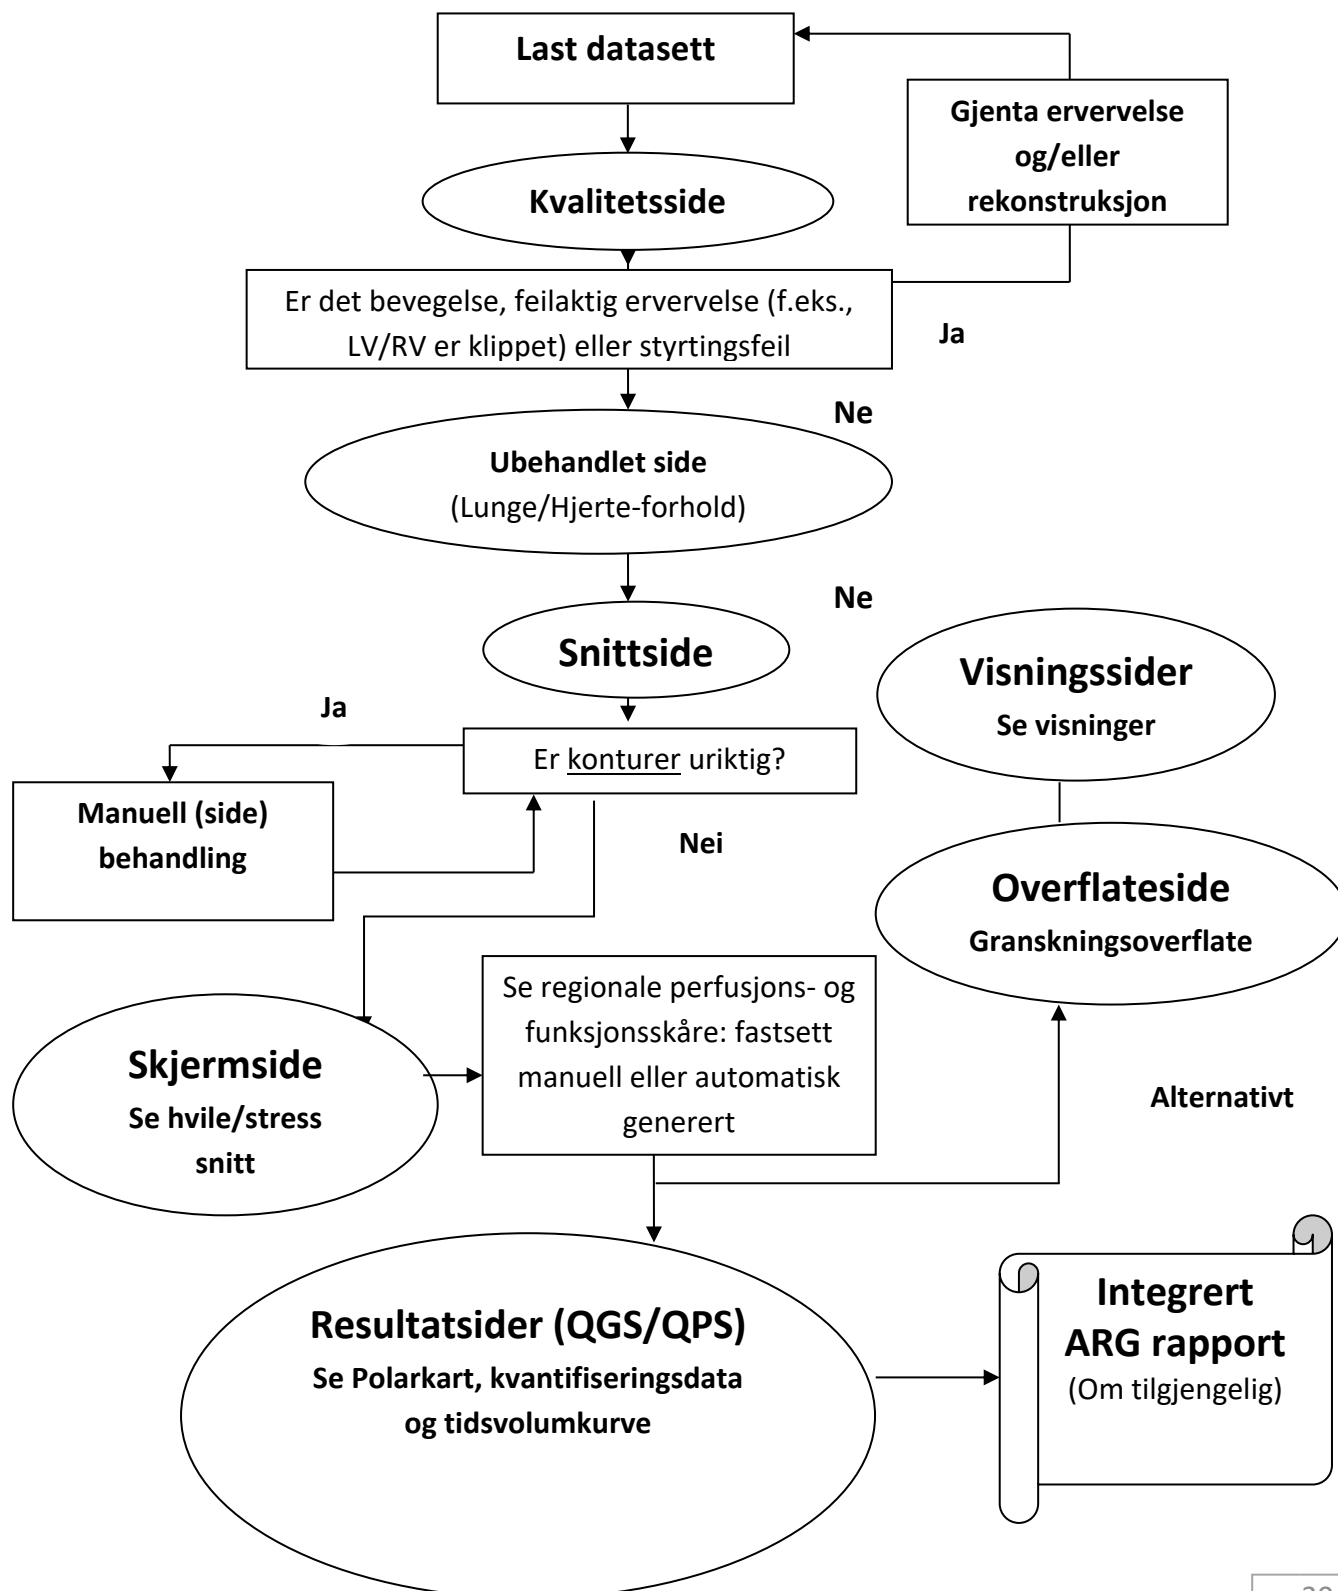 Last datasett
Gjenta ervervelse
og/eller
rekonstruksjon
Kvalitetsside
Er det bevegelse, feilaktig ervervelse (f.eks.,
LV/RV er klippet) eller styrtingsfeil
Ja
Ne
Ubehandlet side
(Lunge/Hjerte-forhold)
Ne
Snittside
Visningssider
Se visninger
Ja
Er konturer uriktig?
Manuell (side)
behandling
Nei
Overflateside
Granskningsoverflate
Se regionale perfusjons- og
funksjonsskåre: fastsett
manuell eller automatisk
generert
Skjermside
Se hvile/stress
snitt
Alternativt
Resultatsider (QGS/QPS)
Se Polarkart, kvantifiseringsdata
og tidsvolumkurve
Integrert
ARG rapport
(Om tilgjengelig)